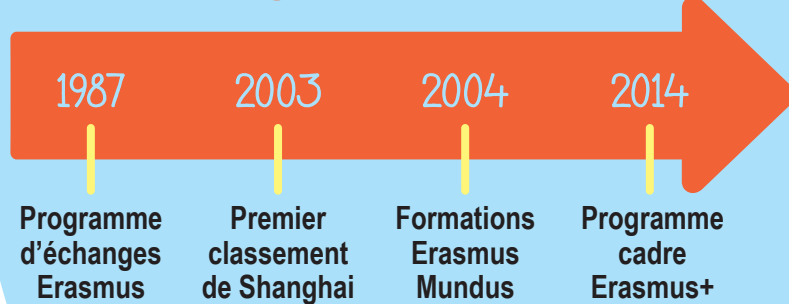 1987 2003 2004 2014
Programme d’échanges Erasmus
Premier classement de Shanghai
Formations Erasmus Mundus
Programme cadre Erasmus+